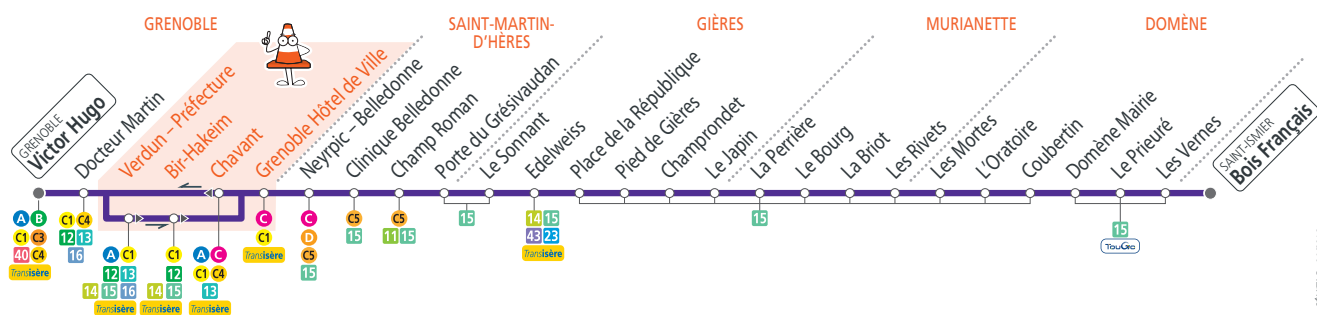 GRENOBLE
SAINT-MARTIN-
D'HÈRES
GIÈRES
MURIANETTE
DOMÈNE
GRENOBLE
Victor Hugo
Docteur Martin
Verdun – Préfecture
Bir-Hakeim
Chavant
Grenoble Hôtel de Ville
Neyrpic – Belledonne
Clinique Belledonne
Champ Roman
Porte du Grésivaudan
Le Sonnant
Edelweiss
Place de la République
Pied de Gières
Champrondet
Le Japin
La Perrière
Le Bourg
La Briot
Les Rivets
Les Mortes
L'Oratoire
Coubertin
Domène Mairie
Le Prieuré
Les Vernes
SAINT-ISMIER
Bois Français
A B
C1 C3
40 C4
Transisère
C1 C4
12 13
16
A C1
12 13
14 15 16
Transisère
C1
12
14 15
Transisère
A C
C1 C4
13
Transisère
C
C1
Transisère
C
D
C5
15
C5
15
C5
11 15
15
14 15
43 23
Transisère
15
15
TouGo